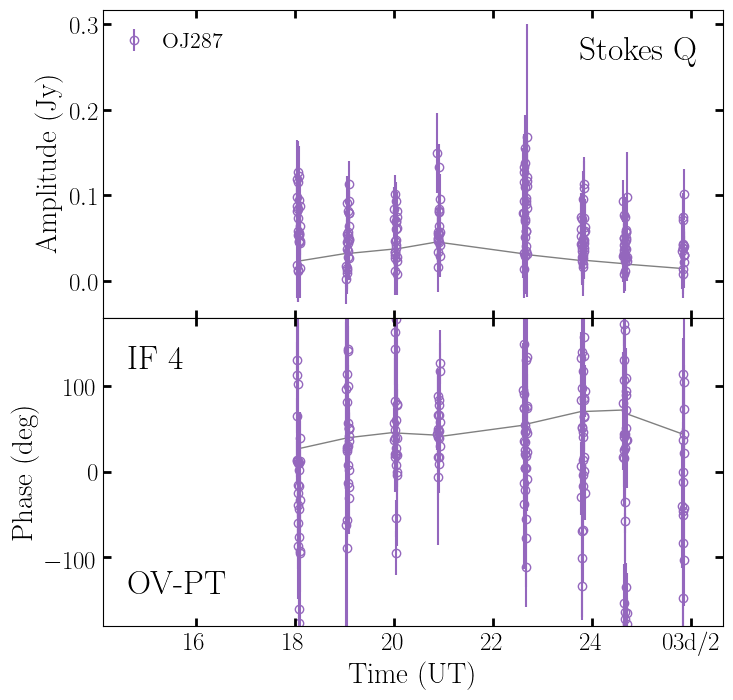 0.3
OJ287
Stokes Q
0.2
0.1
0.0
Amplitude (Jy)
IF 4
100
0
−100
Phase (deg)
OV-PT
16 18 20 22 24 03d/2
Time (UT)